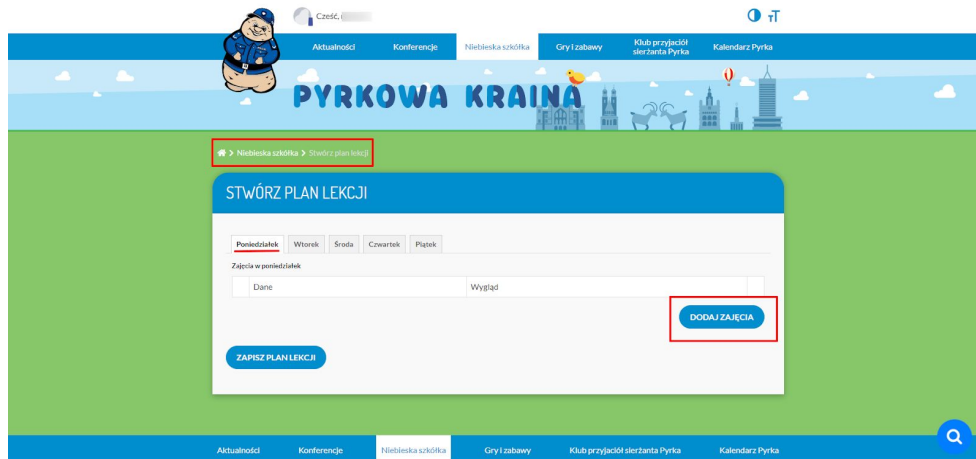 Cześć,
Aktualności Konferencje Niebieska szkółka Gry i zabawy Klub przyjaciół sierżanta Pyrka Kalendarz Pyrka
PYRKOWA KRAINA
> Niebieska szkółka > Stwórz plan lekcji
STWÓRZ PLAN LEKCJI
Poniedziałek Wtorek Środa Czwartek Piątek
Zajęcia w poniedziałek
Dane Wygląd
DODAJ ZAJĘCIA
ZAPISZ PLAN LEKCJI
Aktualności Konferencje Niebieska szkółka Gry i zabawy Klub przyjaciół sierżanta Pyrka Kalendarz Pyrka